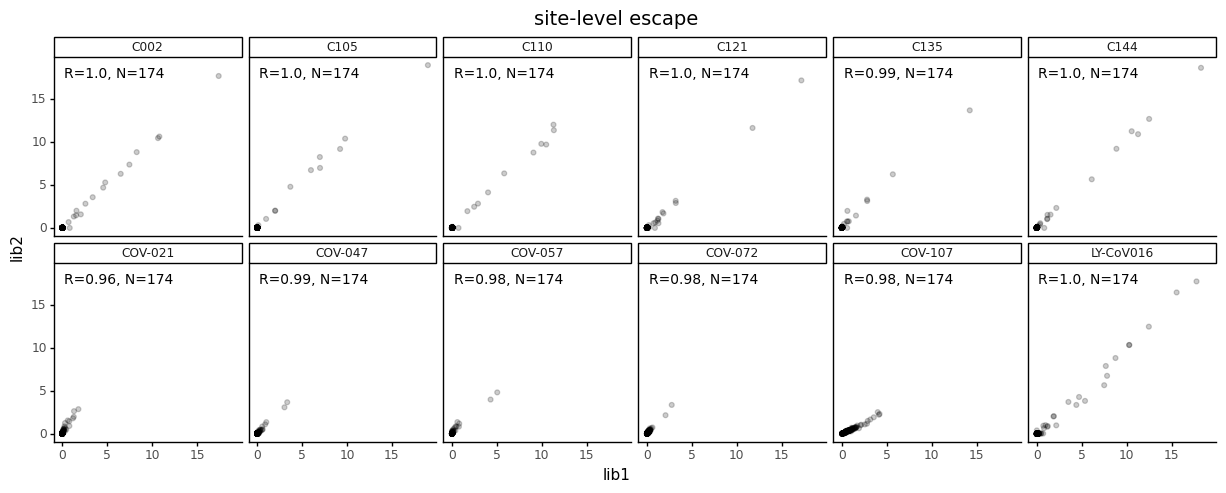 site-level escape
C002 C105 C110 C121 C135 C144
R=1.0, N=174 R=1.0, N=174 R=1.0, N=174 R=1.0, N=174 R=0.99, N=174 R=1.0, N=174
15
10
5
0
lib2
COV-021 COV-047 COV-057 COV-072 COV-107 LY-CoV016
R=0.96, N=174 R=0.99, N=174 R=0.98, N=174 R=0.98, N=174 R=0.98, N=174 R=1.0, N=174
15
10
5
0
0 5 10 15 0 5 10 15 0 5 10 15 0 5 10 15 0 5 10 15 0 5 10 15
lib1